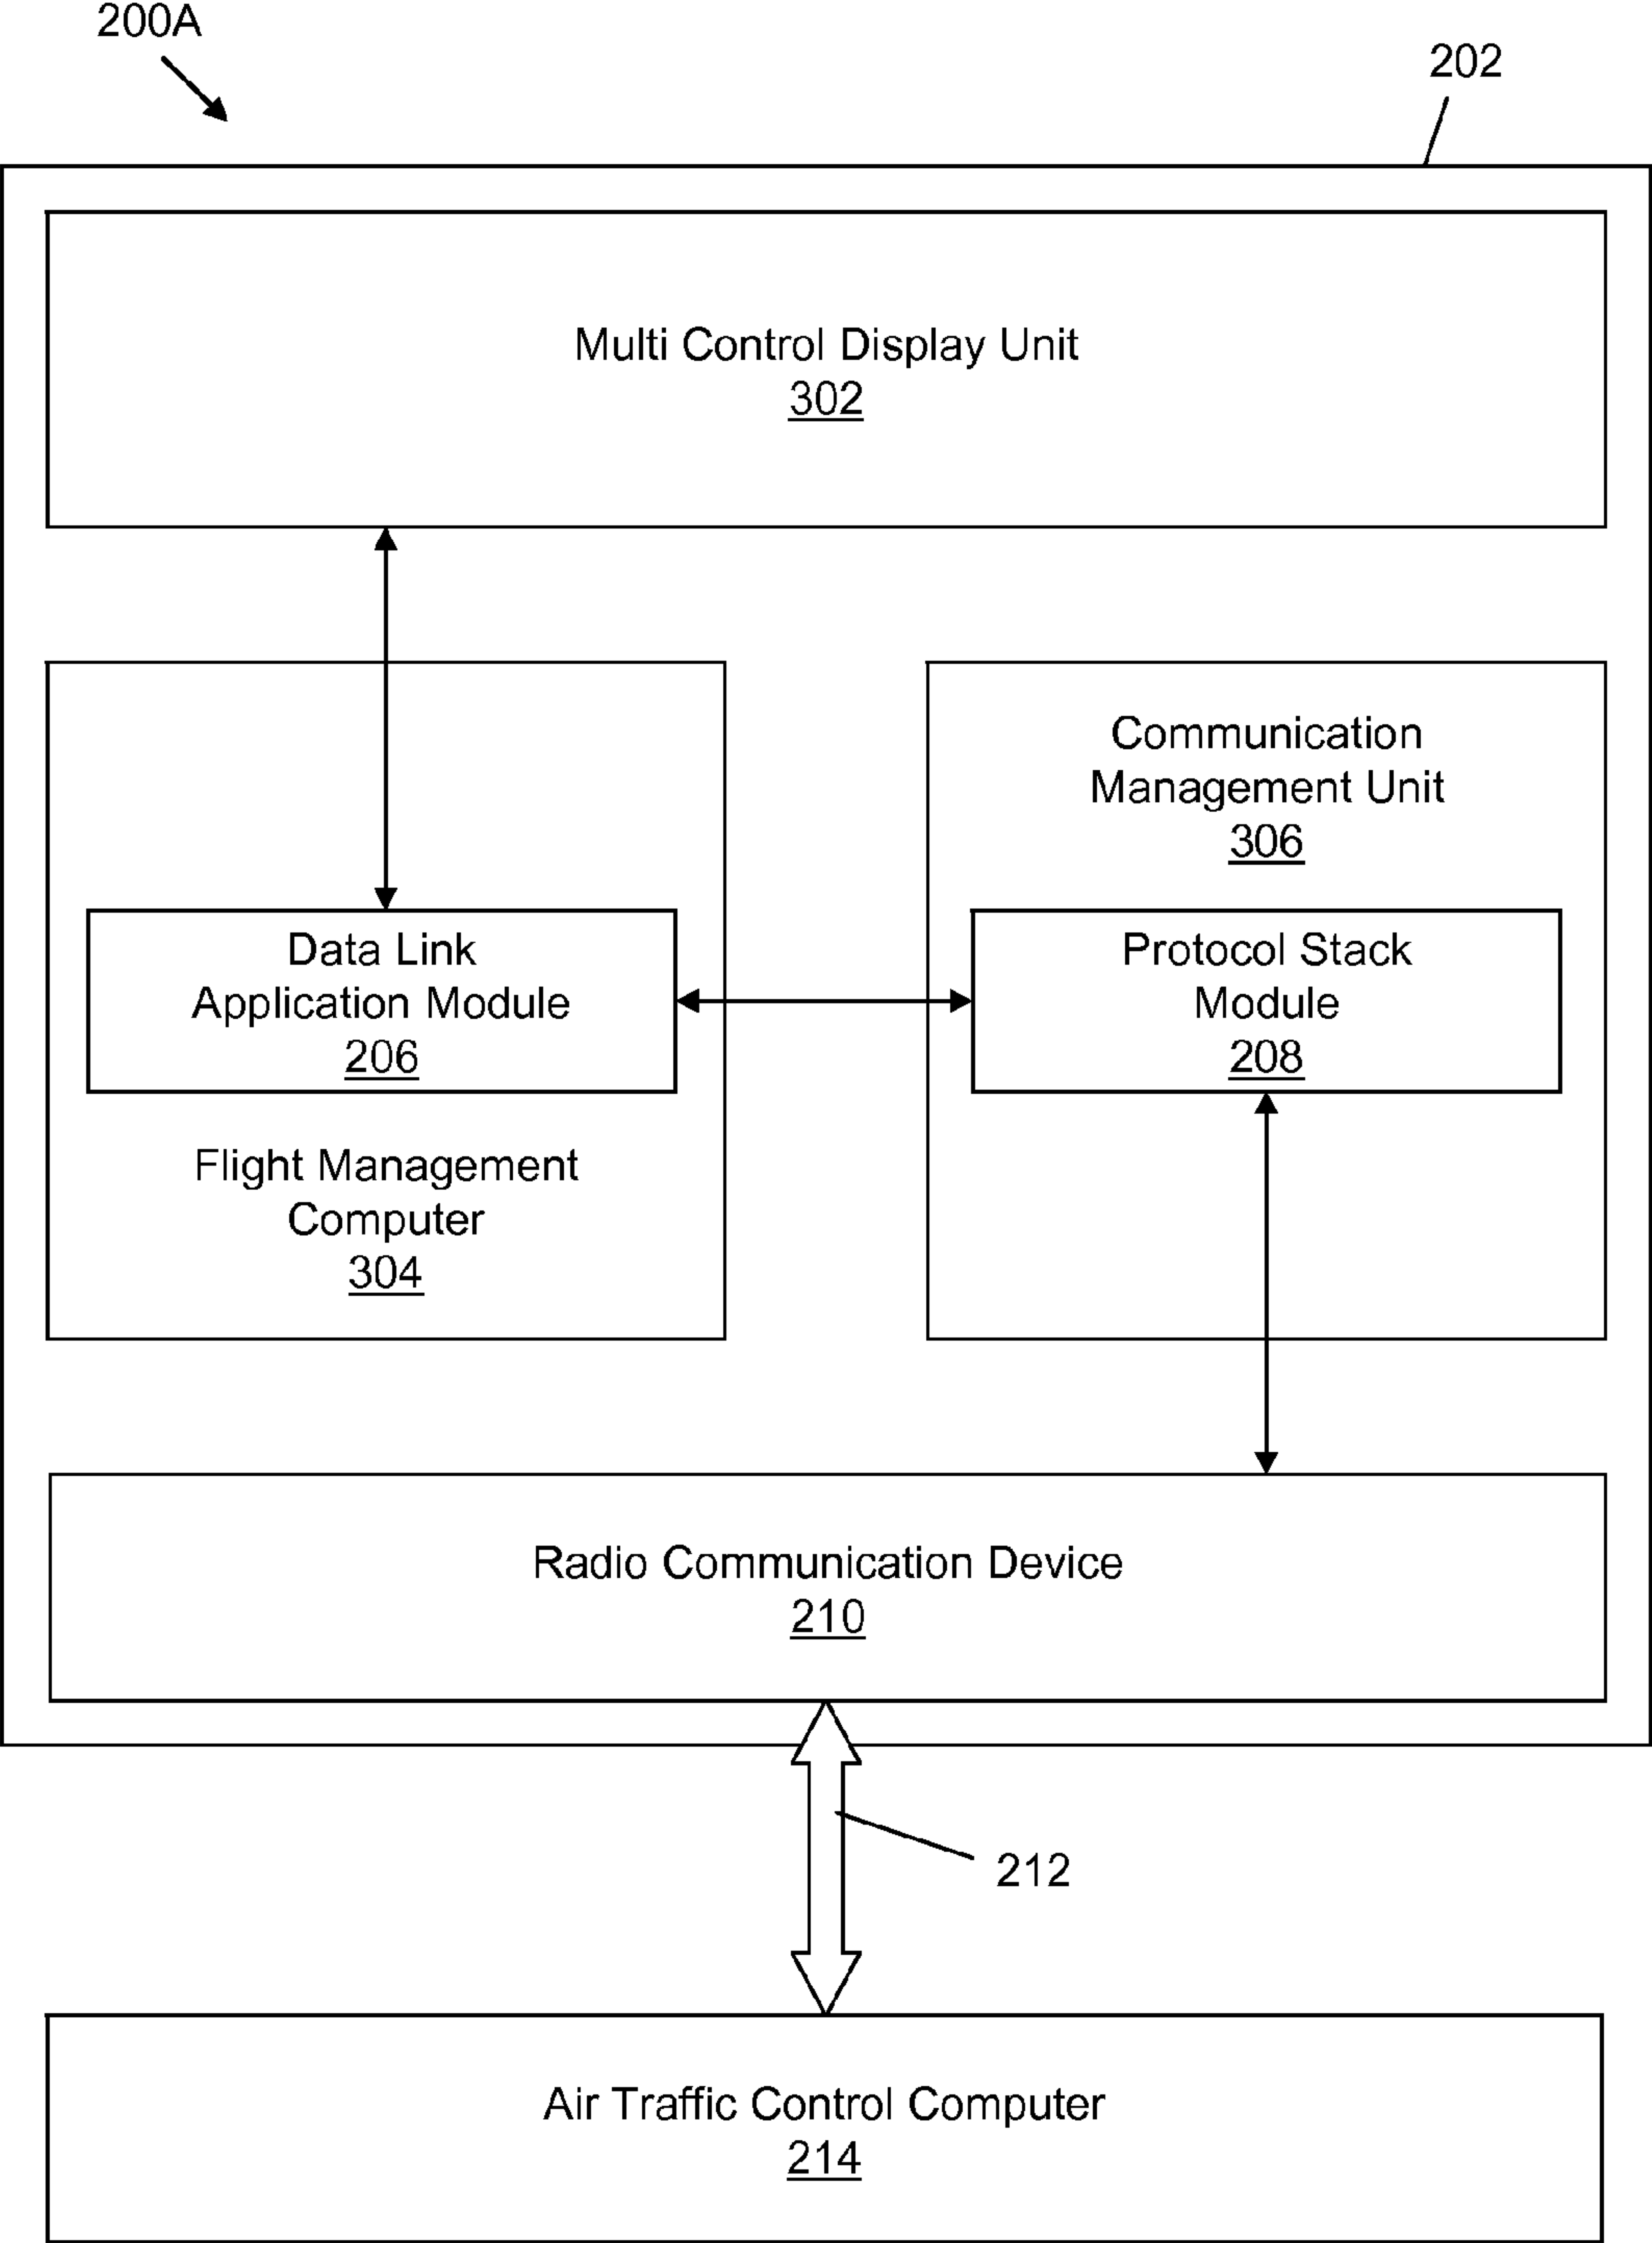 200A
202
Multi Control Display Unit
302
Communication
Management Unit
306
Data Link
Application Module
206
Protocol Stack
Module
208
Flight Management
Computer
304
Radio Communication Device
210
212
Air Traffic Control Computer
214